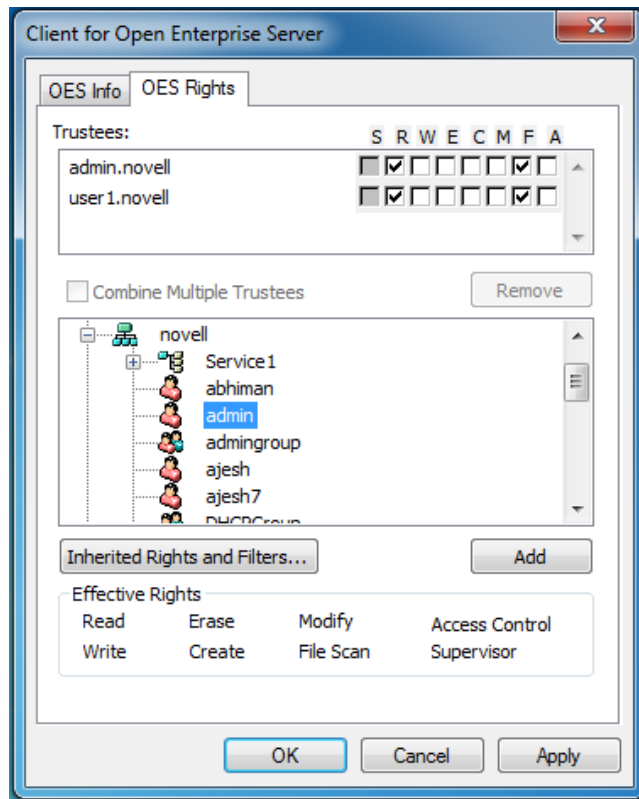 Client for Open Enterprise Server
OES Info OES Rights
Trustees: S R W E C M F A
admin.novell
user1.novell
Combine Multiple Trustees Remove
novell
Service1
abhiman
admin
admingroup
ajesh
ajesh7
DHCPGroup
Inherited Rights and Filters... Add
Effective Rights
Read Erase Modify Access Control
Write Create File Scan Supervisor
OK Cancel Apply